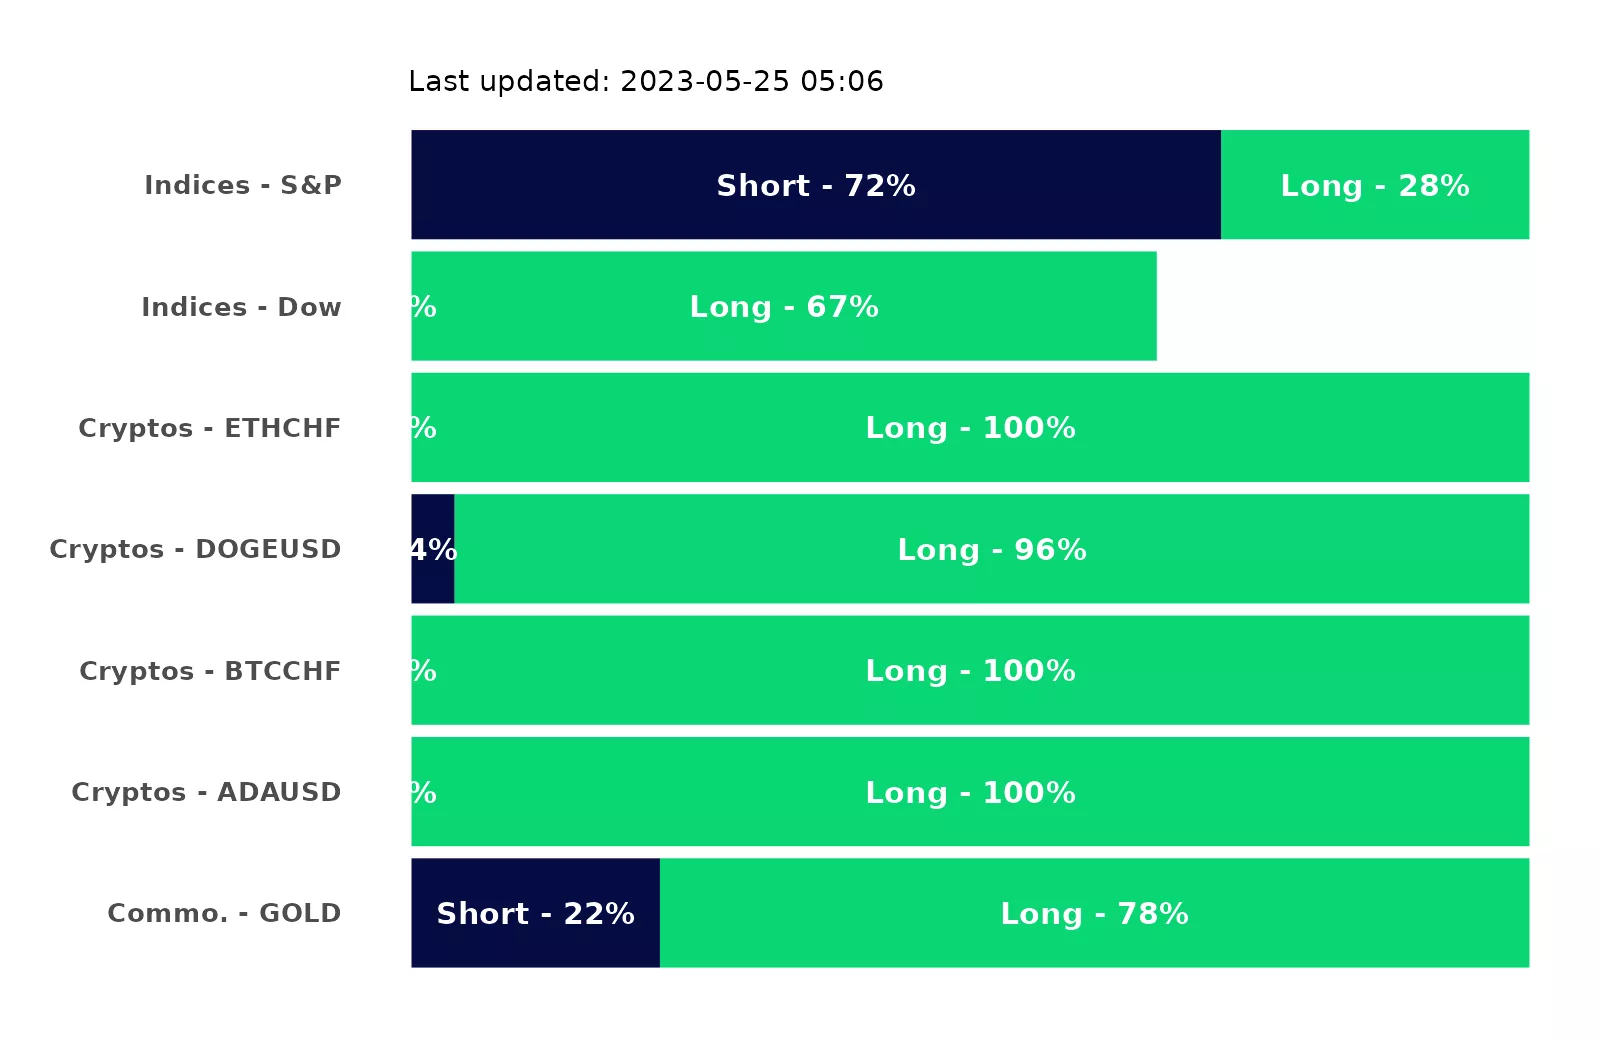 Last updated: 2023-05-25 05:06
Indices - S&P Short - 72% Long - 28%
Indices - Dow % Long - 67%
Cryptos - ETHCHF % Long - 100%
Cryptos - DOGEUSD 4% Long - 96%
Cryptos - BTCCHF % Long - 100%
Cryptos - ADAUSD % Long - 100%
Commo. - GOLD Short - 22% Long - 78%